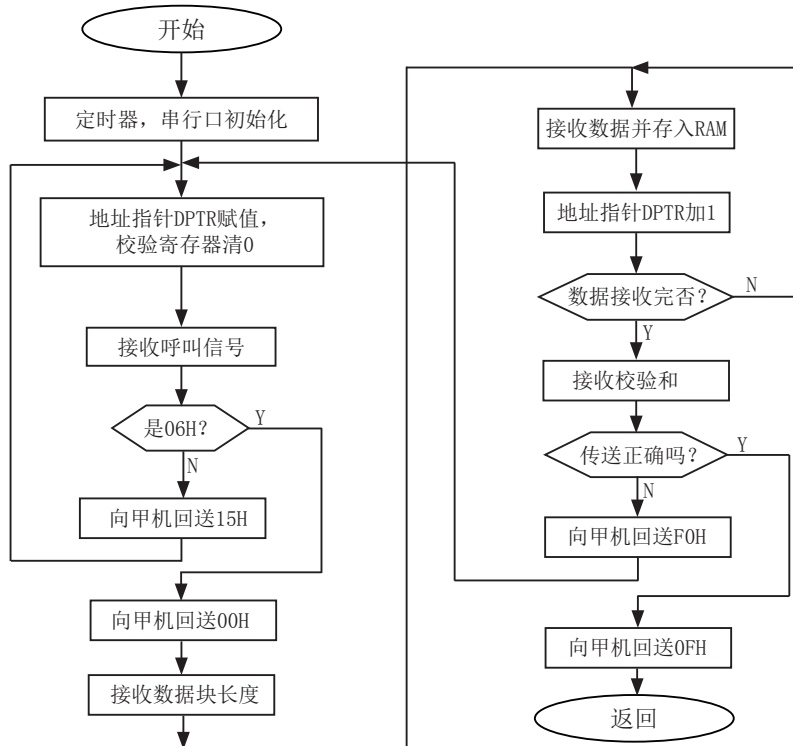 开始
定时器，串行口初始化
地址指针DPTR赋值，
校验寄存器清0
接收呼叫信号
是06H？
Y
N
向甲机回送15H
向甲机回送00H
接收数据块长度
接收数据并存入RAM
地址指针DPTR加1
数据接收完否？
N
Y
接收校验和
传送正确吗？
Y
N
向甲机回送F0H
向甲机回送0FH
返回